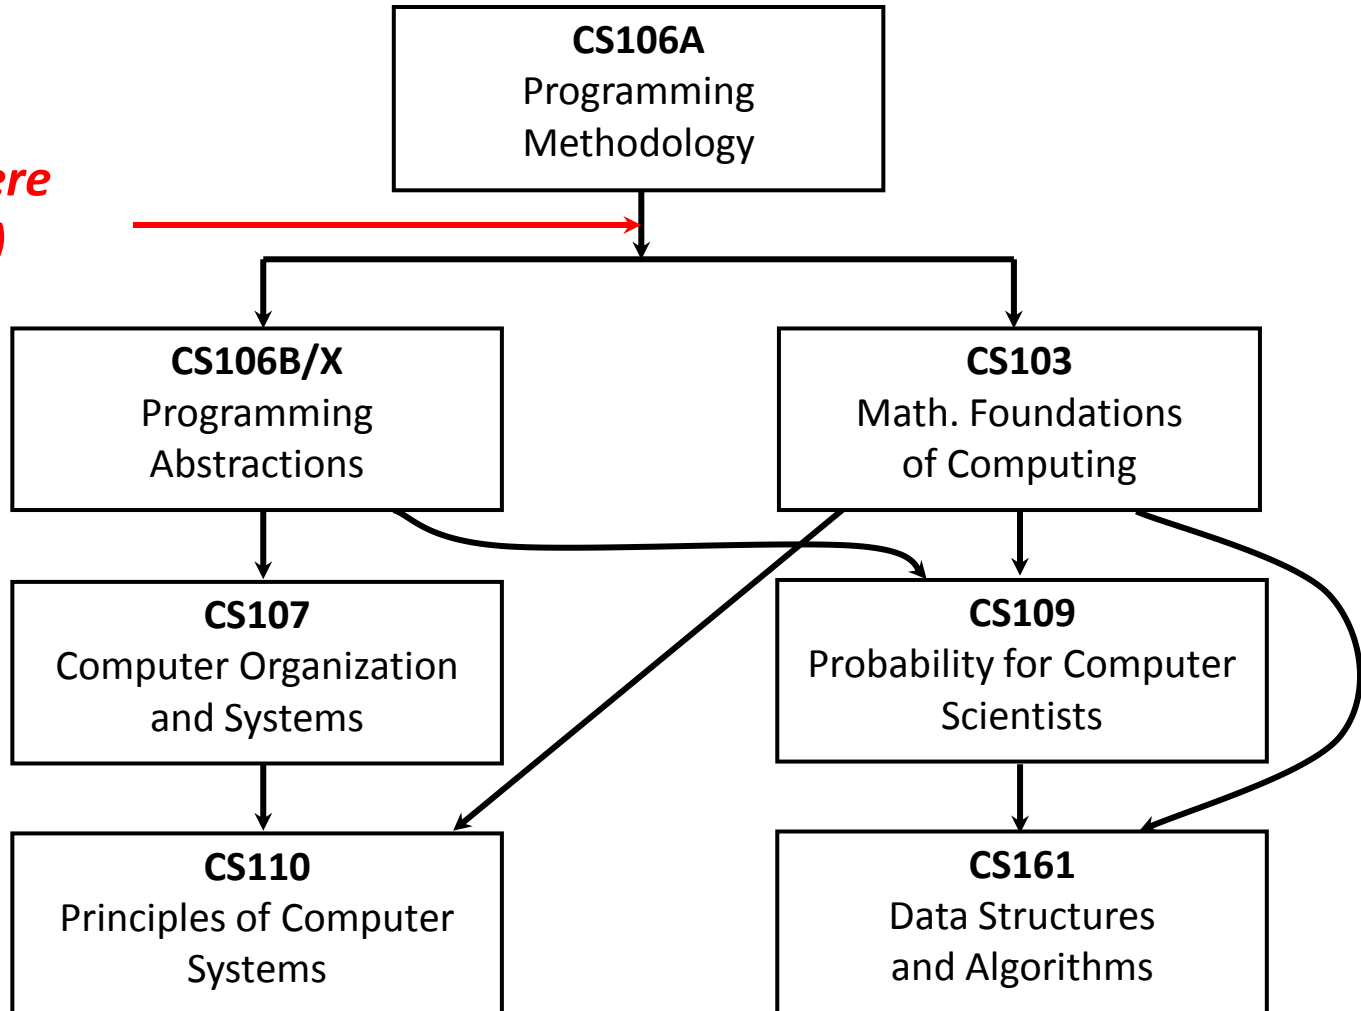 CS106A
Programming
Methodology
CS106B/X
Programming
Abstractions
CS103
Math. Foundations
of Computing
CS107
Computer Organization
and Systems
CS109
Probability for Computer
Scientists
CS110
Principles of Computer
Systems
CS161
Data Structures
and Algorithms